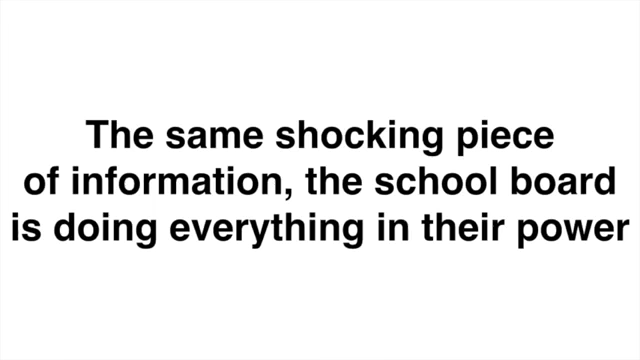 The same shocking piece
of information, the school board
is doing everything in their power